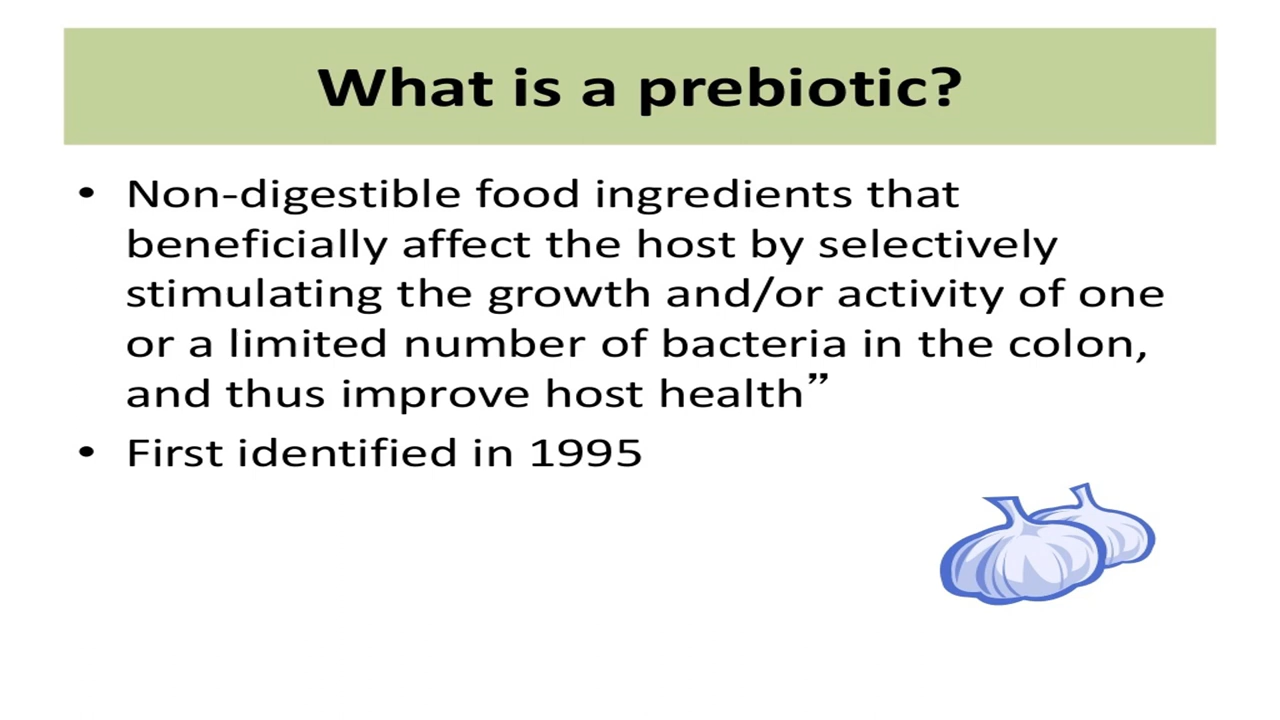 What is a prebiotic?
• Non-digestible food ingredients that
beneficially affect the host by selectively
stimulating the growth and/or activity of one
or a limited number of bacteria in the colon,
and thus improve host health”
• First identified in 1995